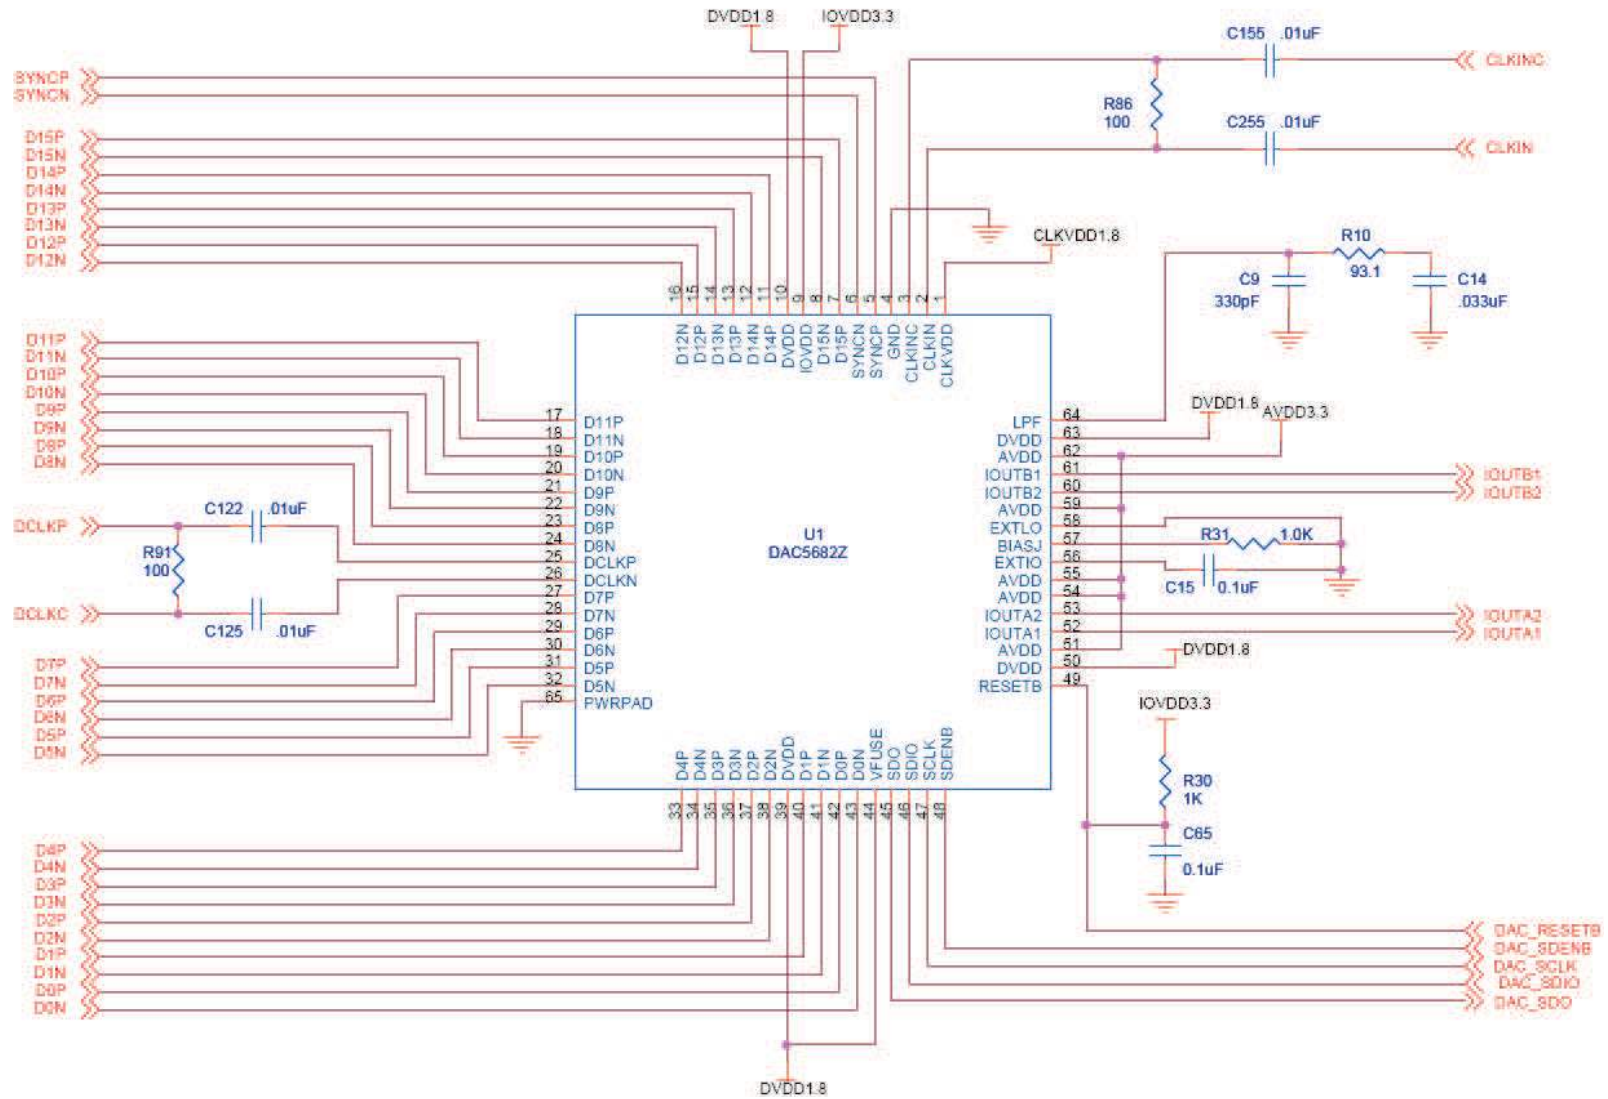 DVDD1.8 IOVDD3.3
C155 .01uF
CLKINC
R86
100
C255 .01uF
CLKIN
SYNCP
SYNCN
D15P
D15N
D14P
D14N
D13P
D13N
D12P
D12N
CLKVDD1.8
R10
93.1
C9
330pF
C14
.033uF
16 15 14 13 12 11 10 9 8 7 6 5 4 3 2 1
D12N D12P D13N D13P D14N D14P DVDD IOVDD D15N D15P SYNCN SYNCP GND CLKINC CLKIN CLKVDD
D11P
D11N
D10P
D10N
D9P
D9N
D8P
D8N
17 D11P
18 D11N
19 D10P
20 D10N
21 D9P
22 D9N
23 D8P
24 D8N
25 DCLKP
26 DCLKN
27 D7P
28 D7N
29 D6P
30 D6N
31 D5P
32 D5N
65 PWRPAD
DCLKP
C122 .01uF
R91
100
DCLKC
C125 .01uF
D7P
D7N
D6P
D6N
D5P
D5N
U1
DAC5682Z
LPF 64
DVDD 63
AVDD 62
IOUTB1 61
IOUTB2 60
AVDD 59
EXTLO 58
BIASJ 57
EXTIO 56
AVDD 55
AVDD 54
IOUTA2 53
IOUTA1 52
AVDD 51
DVDD 50
RESETB 49
DVDD1.8 AVDD3.3
IOUTB1
IOUTB2
R31 1.0K
C15 0.1uF
IOUTA2
IOUTA1
DVDD1.8
IOVDD3.3
R30
1K
C65
0.1uF
D4P D4N D3P D3N D2P D2N DVDD D1P D1N D0P D0N VFUSE SDO SDIO SCLK SDENB
33 34 35 36 37 38 39 40 41 42 43 44 45 46 47 48
D4P
D4N
D3P
D3N
D2P
D2N
D1P
D1N
D0P
D0N
DAC_RESETB
DAC_SDENB
DAC_SCLK
DAC_SDIO
DAC_SDO
DVDD1.8